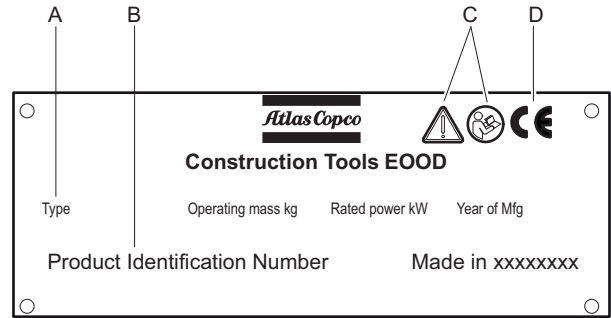 A B C D
Atlas Copco
CE
Construction Tools EOOD
Type Operating mass kg Rated power kW Year of Mfg
Product Identification Number Made in xxxxxxxx